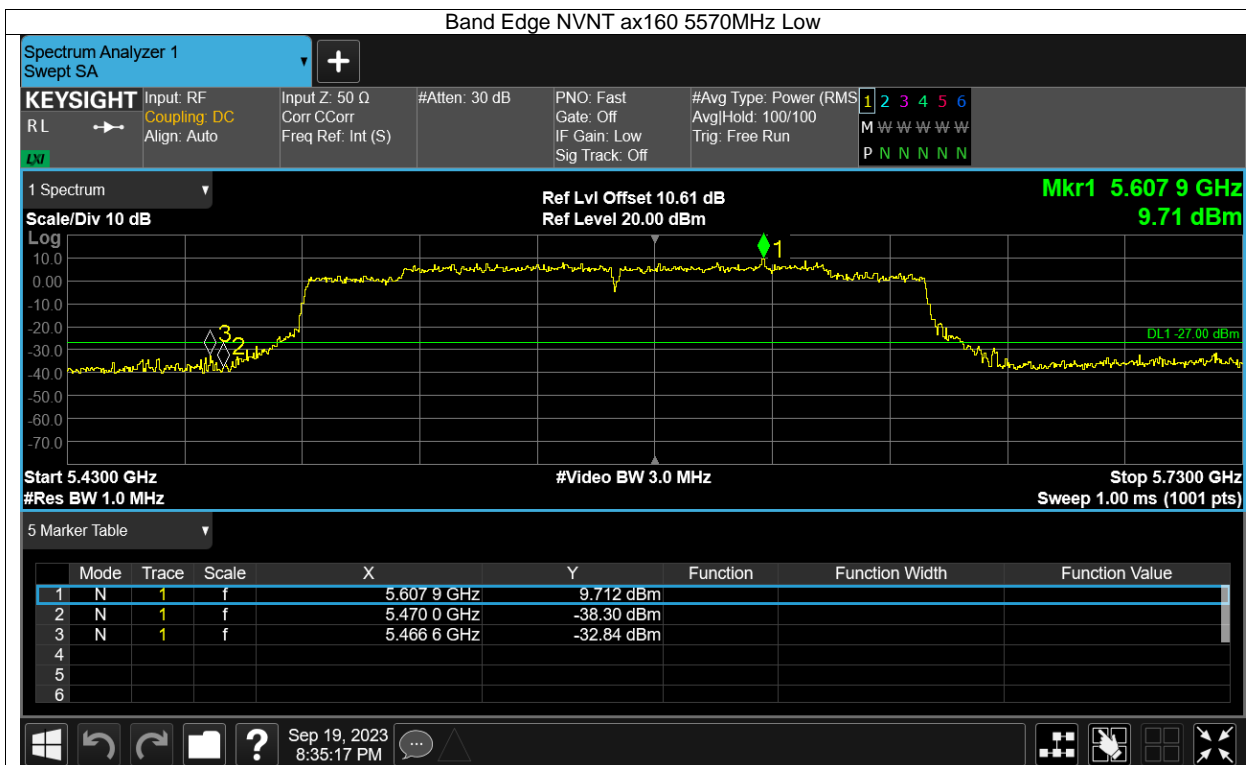 Band Edge NVNT ax160 5570MHz Low
Spectrum Analyzer 1
Swept SA
KEYSIGHT
RL
LXI
Input: RF
Coupling: DC
Align: Auto
Input Z: 50 Ω
Corr CCorr
Freq Ref: Int (S)
#Atten: 30 dB
PNO: Fast
Gate: Off
IF Gain: Low
Sig Track: Off
#Avg Type: Power (RMS
Avg|Hold: 100/100
Trig: Free Run
1 2 3 4 5 6
M W W W W W
P N N N N N
1 Spectrum
Scale/Div 10 dB
Ref Lvl Offset 10.61 dB
Ref Level 20.00 dBm
Mkr1 5.607 9 GHz
9.71 dBm
Log
10.0
0.00
-10.0
-20.0
-30.0
-40.0
-50.0
-60.0
-70.0
1
3
2
DL1 -27.00 dBm
Start 5.4300 GHz
#Video BW 3.0 MHz
Stop 5.7300 GHz
#Res BW 1.0 MHz
Sweep 1.00 ms (1001 pts)
5 Marker Table
Mode Trace Scale X Y Function Function Width Function Value
1 N 1 f 5.607 9 GHz 9.712 dBm
2 N 1 f 5.470 0 GHz -38.30 dBm
3 N 1 f 5.466 6 GHz -32.84 dBm
4
5
6
?
Sep 19, 2023
8:35:17 PM